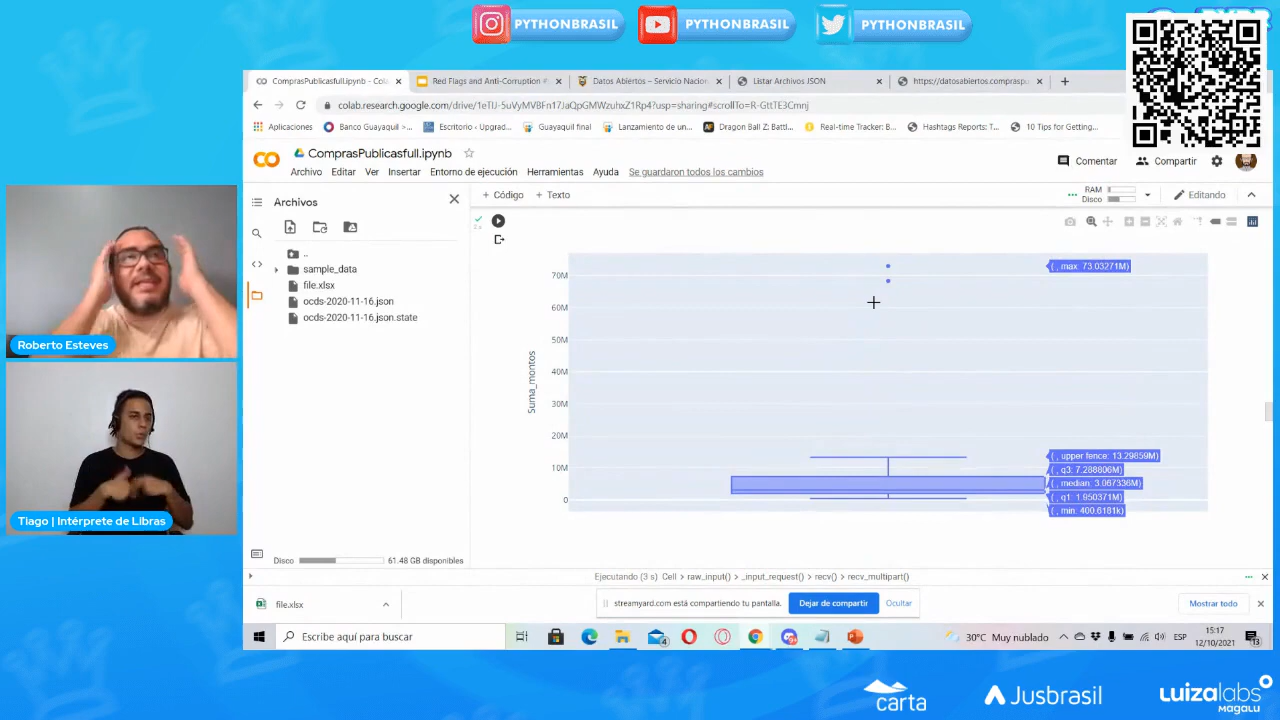 PYTHONBRASIL
PYTHONBRASIL
PYTHONBRASIL
ComprasPublicasfull.ipynb - Cola
Red Flags and Anti-Corruption #
Datos Abiertos – Servicio Nacion
Listar Archivos JSON
https://datosabiertos.compraspu
colab.research.google.com/drive/1eTIJ-5uVyMVBFn17JaQpGMWzuhxZ1Rp4?usp=sharing#scrollTo=R-GttTE3Cmnj
Aplicaciones
Banco Guayaquil >...
Escritorio ‹ Upgrad...
Guayaquil final
Lanzamiento de un...
Dragon Ball Z: Battl...
Real-time Tracker: B...
Hashtags Reports: T...
10 Tips for Getting...
ComprasPublicasfull.ipynb
Comentar
Compartir
Archivo Editar Ver Insertar Entorno de ejecución Herramientas Ayuda Se guardaron todos los cambios
Archivos
+ Código + Texto
RAM
Disco
Editando
..
sample_data
file.xlsx
ocds-2020-11-16.json
ocds-2020-11-16.json.state
Disco
61.48 GB disponibles
Suma_montos
70M
60M
50M
40M
30M
20M
10M
0
( , max: 73.03271M)
( , upper fence: 13.29859M)
( , q3: 7.288806M)
( , median: 3.067336M)
( , q1: 1.950371M)
( , min: 400.6181k)
Ejecutando (3 s) Cell > raw_input() > _input_request() > recv() > recv_multipart()
file.xlsx
streamyard.com está compartiendo tu pantalla.
Dejar de compartir
Ocultar
Mostrar todo
Escribe aquí para buscar
4
30°C Muy nublado
ESP
15:17
12/10/2021
13
Roberto Esteves
Tiago | Intérprete de Libras
carta
Jusbrasil
luizalabs
MAGALU